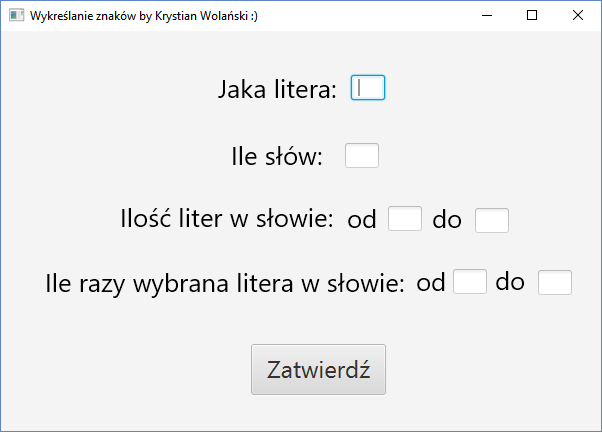 Wykreślanie znaków by Krystian Wolański :)
Jaka litera:
Ile słów:
Ilość liter w słowie: od do
Ile razy wybrana litera w słowie: od do
Zatwierdź